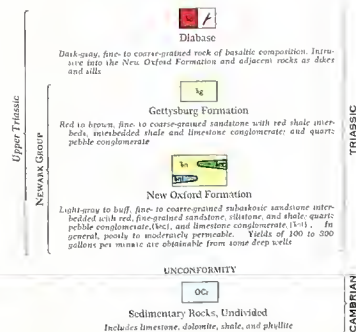 Diabase
Dark-gray, fine- to coarse-grained rock of basaltic composition. Intru-
sive into the New Oxford Formation and adjacent rocks as dikes
and sills
Upper Triassic
NEWARK GROUP
TRIASSIC
Gettysburg Formation
Red to brown, fine- to coarse-grained sandstone with red shale inter-
beds, interbedded shale and limestone conglomerate; and quartz
pebble conglomerate
New Oxford Formation
Light-gray to buff, fine- to coarse-grained subarkosic sandstone inter-
bedded with red, fine-grained sandstone, siltstone, and shale; quartz
pebble conglomerate, and limestone conglomerate, . In
general, poorly to moderately permeable. Yields of 100 to 300
gallons per minute are obtainable from some deep wells
UNCONFORMITY
Sedimentary Rocks, Undivided
Includes limestone, dolomite, shale, and phyllite
CAMBRIAN